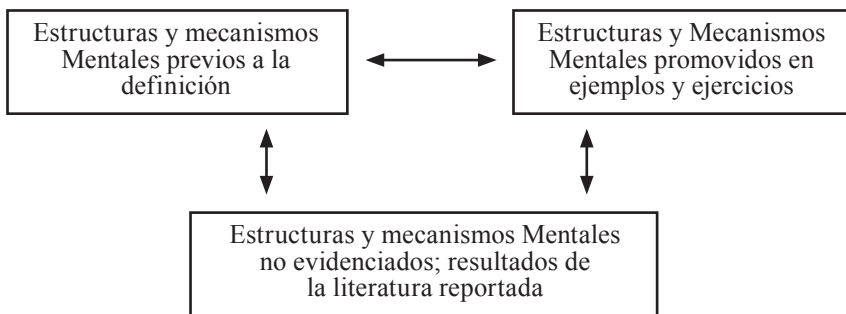 Estructuras y mecanismos
Mentales previos a la
definición
Estructuras y Mecanismos
Mentales promovidos en
ejemplos y ejercicios
Estructuras y mecanismos Mentales
no evidenciados; resultados de
la literatura reportada